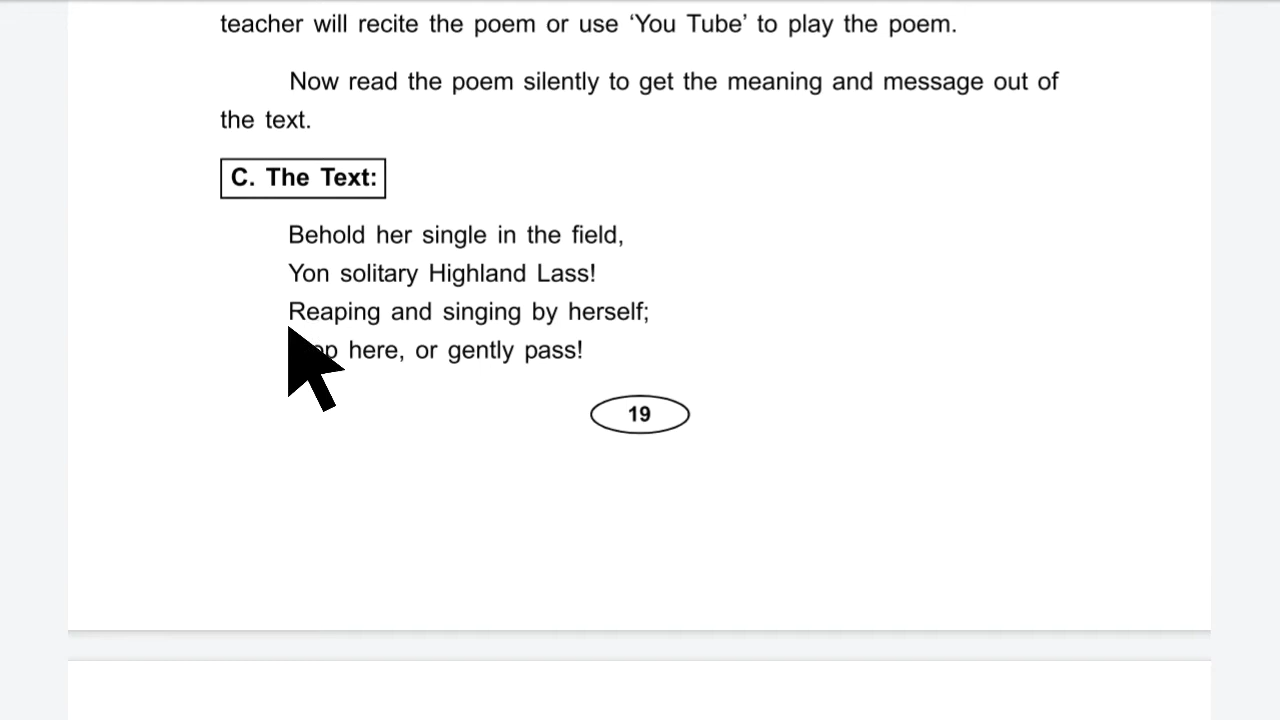 teacher will recite the poem or use ‘You Tube’ to play the poem.
Now read the poem silently to get the meaning and message out of
the text.
C. The Text:
Behold her single in the field,
Yon solitary Highland Lass!
Reaping and singing by herself;
here, or gently pass!
19